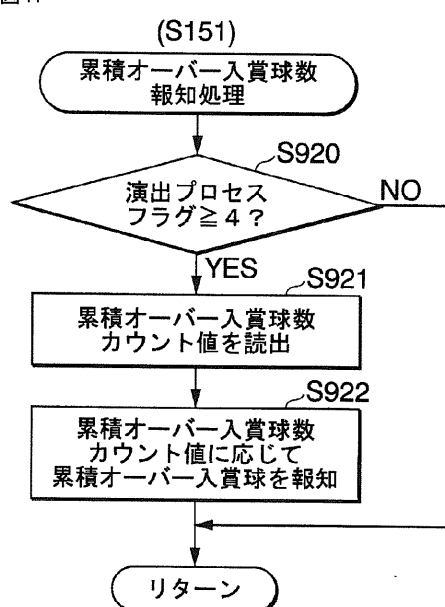 (S151)
累積オーバー入賞球数
報知処理
S920
演出プロセス
フラグ≧4？
NO
YES
S921
累積オーバー入賞球数
カウント値を読出
S922
累積オーバー入賞球数
カウント値に応じて
累積オーバー入賞球を報知
リターン